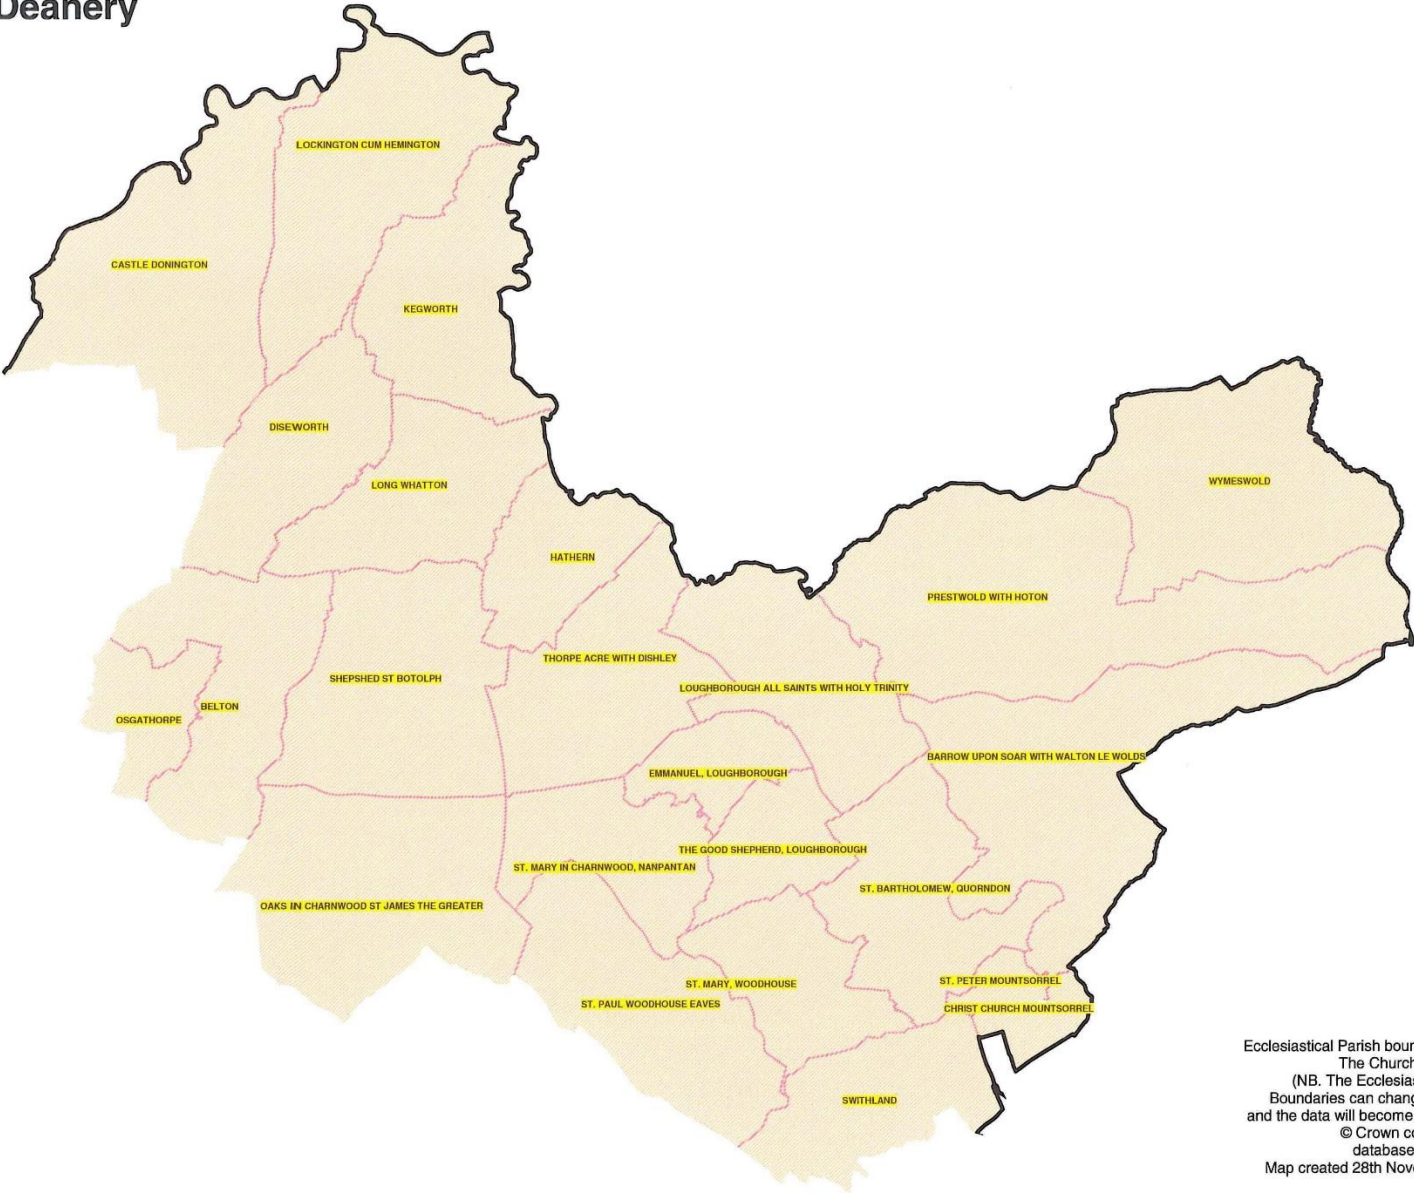 Deanery
LOCKINGTON CUM HEMINGTON
CASTLE DONINGTON
KEGWORTH
DISEWORTH
LONG WHATTON
WYMESWOLD
HATHERN
PRESTWOLD WITH HOTON
THORPE ACRE WITH DISHLEY
SHEPSHED ST BOTOLPH
LOUGHBOROUGH ALL SAINTS WITH HOLY TRINITY
BELTON
OSGATHORPE
BARROW UPON SOAR WITH WALTON LE WOLDS
EMMANUEL, LOUGHBOROUGH
THE GOOD SHEPHERD, LOUGHBOROUGH
ST. MARY IN CHARNWOOD, NANPANTAN
ST. BARTHOLOMEW, QUORNDON
OAKS IIN CHARNWOOD ST JAMES THE GREATER
ST. PETER MOUNTSORREL
ST. MARY, WOODHOUSE
ST. PAUL WOODHOUSE EAVES
CHRIST CHURCH MOUNTSORREL
SWITHLAND
Ecclesiastical Parish boun
The Church
(NB. The Ecclesias
Boundaries can chang
and the data will become
© Crown co
database
Map created 28th Nove